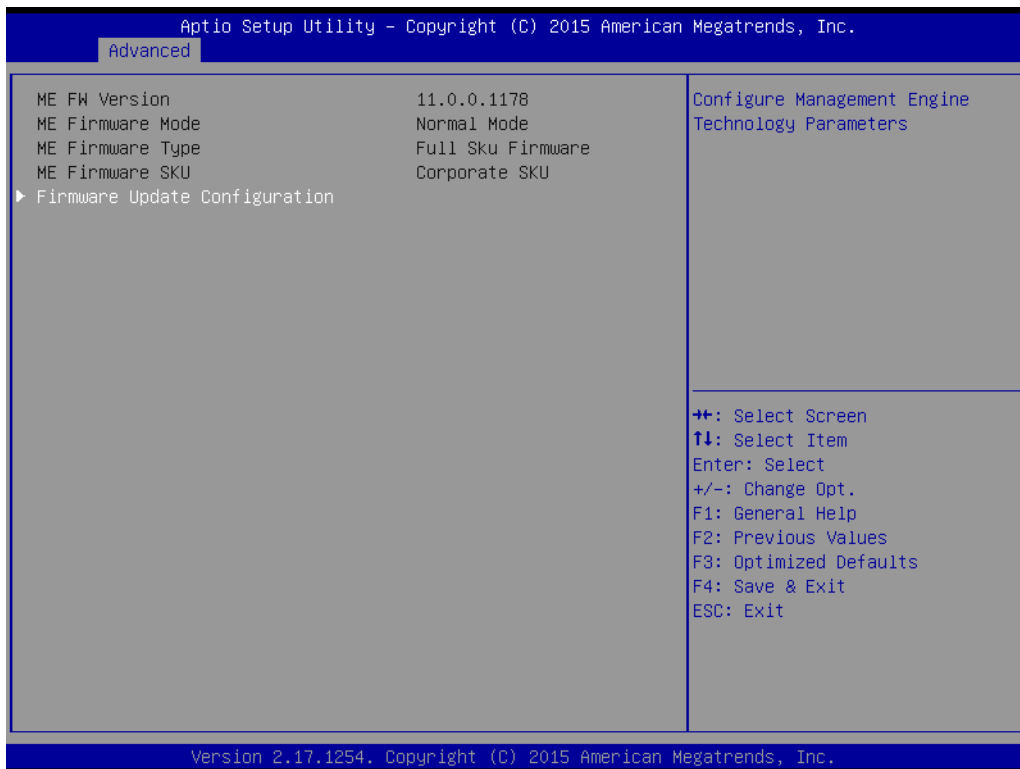 Aptio Setup Utility – Copyright (C) 2015 American Megatrends, Inc.
Advanced
ME FW Version 11.0.0.1178
ME Firmware Mode Normal Mode
ME Firmware Type Full Sku Firmware
ME Firmware SKU Corporate SKU
▶ Firmware Update Configuration
Configure Management Engine
Technology Parameters
→←: Select Screen
↑↓: Select Item
Enter: Select
+/-: Change Opt.
F1: General Help
F2: Previous Values
F3: Optimized Defaults
F4: Save & Exit
ESC: Exit
Version 2.17.1254. Copyright (C) 2015 American Megatrends, Inc.